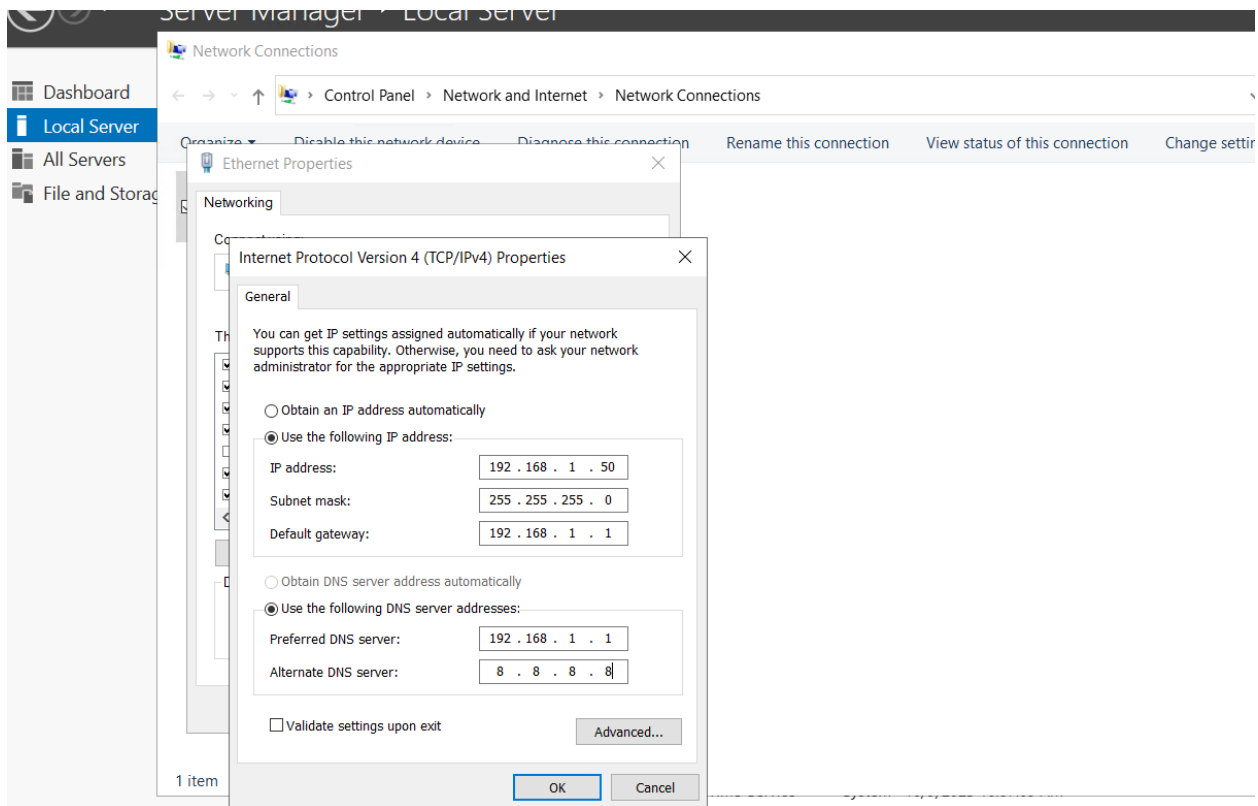 Server Manager • Local Server
Network Connections
Dashboard
Control Panel › Network and Internet › Network Connections
Local Server
Organize Disable this network device Diagnose this connection Rename this connection View status of this connection Change settin
All Servers
Ethernet Properties
File and Storag
Networking
Connect using:
Internet Protocol Version 4 (TCP/IPv4) Properties
General
You can get IP settings assigned automatically if your network
supports this capability. Otherwise, you need to ask your network
administrator for the appropriate IP settings.
Th
Obtain an IP address automatically
Use the following IP address:
IP address: 192 . 168 . 1 . 50
Subnet mask: 255 . 255 . 255 . 0
Default gateway: 192 . 168 . 1 . 1
Obtain DNS server address automatically
Use the following DNS server addresses:
Preferred DNS server: 192 . 168 . 1 . 1
Alternate DNS server: 8 . 8 . 8 . 8
Validate settings upon exit
Advanced...
1 item
OK Cancel